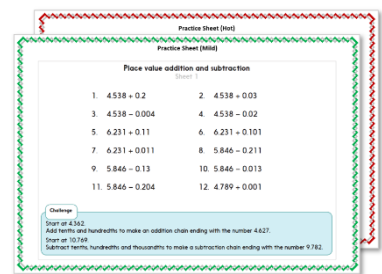 Practice Sheet (Hot)
Practice Sheet (Mild)
Place value addition and subtraction
Sheet 1
1. 4.538 + 0.2 2. 4.538 + 0.03
3. 4.538 – 0.004 4. 4.538 – 0.02
5. 6.231 + 0.11 6. 6.231 + 0.101
7. 6.231 + 0.011 8. 5.846 – 0.211
9. 5.846 – 0.13 10. 5.846 – 0.013
11. 5.846 – 0.204 12. 4.789 + 0.001
Challenge
Start at 4.362.
Add tenths and hundredths to make an addition chain ending with the number 4.627.
Start at 10.769.
Subtract tenths, hundredths and thousandths to make a subtraction chain ending with the number 9.782.